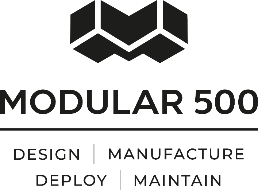 MODULAR 500
DESIGN | MANUFACTURE
DEPLOY | MAINTAIN